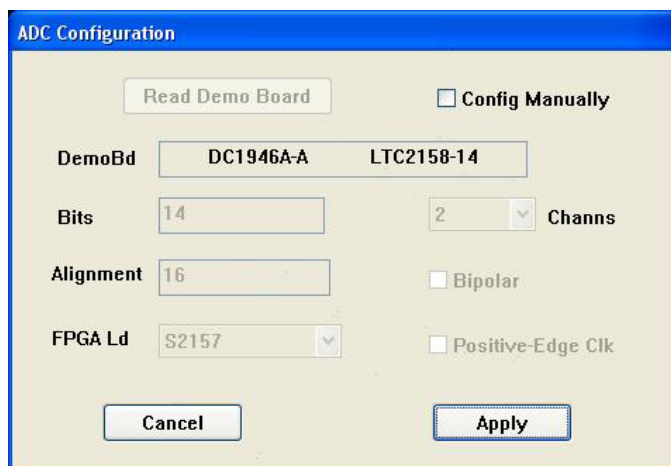 ADC Configuration
Read Demo Board
Config Manually
DemoBd DC1946A-A LTC2158-14
Bits 14 2 Channs
Alignment 16 Bipolar
FPGA Ld S2157 Positive-Edge Clk
Cancel Apply